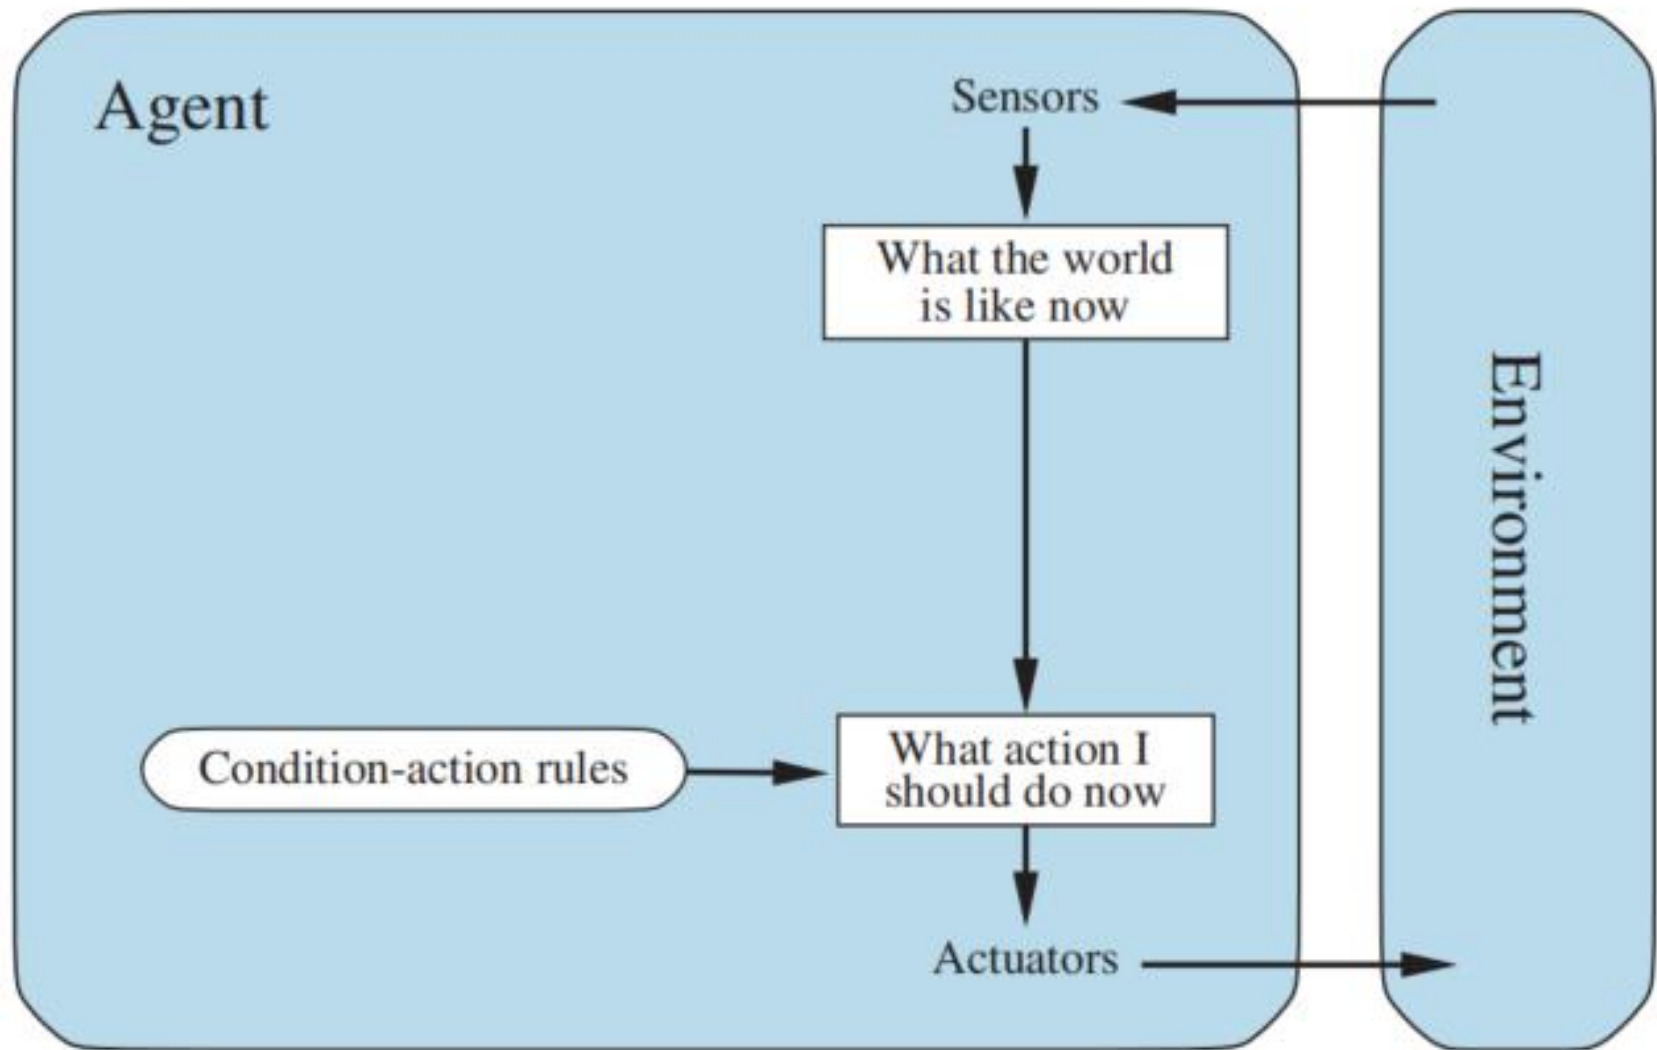 Agent
Sensors
What the world
is like now
Environment
Condition-action rules
What action I
should do now
Actuators